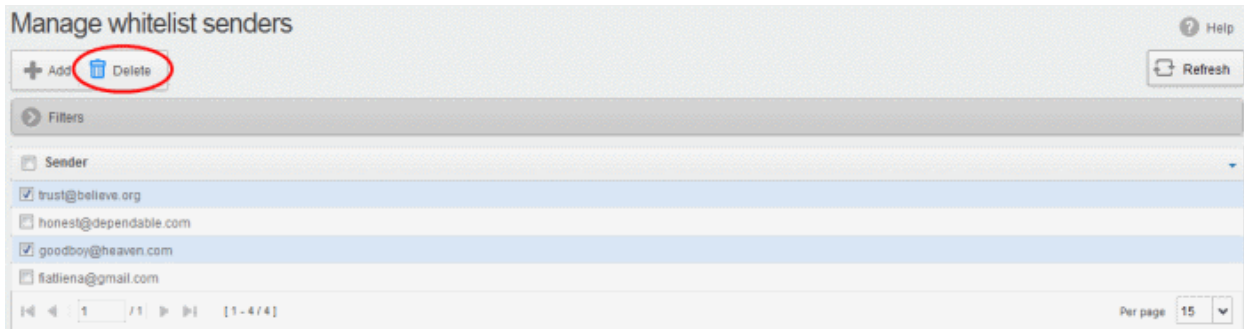 Manage whitelist senders
Help
Add Delete
Refresh
Filters
Sender
trust@believe.org
honest@dependable.com
goodboy@heaven.com
fiatliena@gmail.com
1 / 1 [ 1 - 4 / 4 ] Per page 15